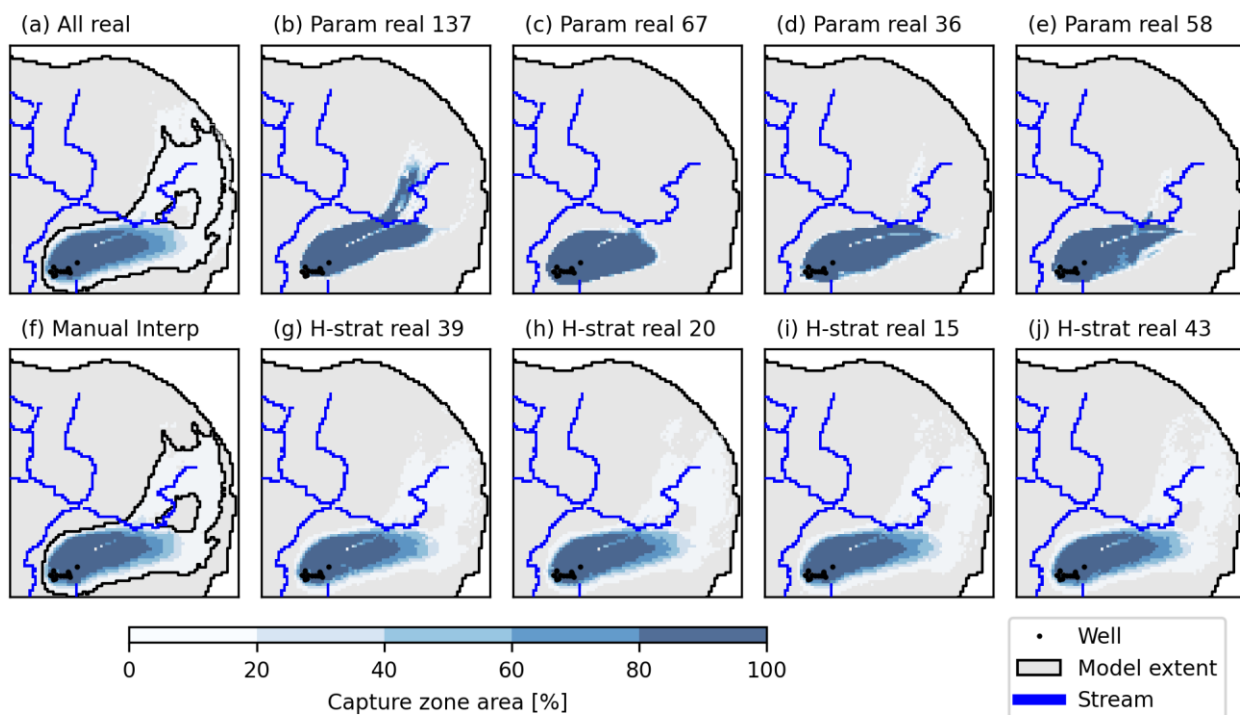 (a) All real
(b) Param real 137
(c) Param real 67
(d) Param real 36
(e) Param real 58
(f) Manual Interp
(g) H-strat real 39
(h) H-strat real 20
(i) H-strat real 15
(j) H-strat real 43
0 20 40 60 80 100
Capture zone area [%]
Well
Model extent
Stream